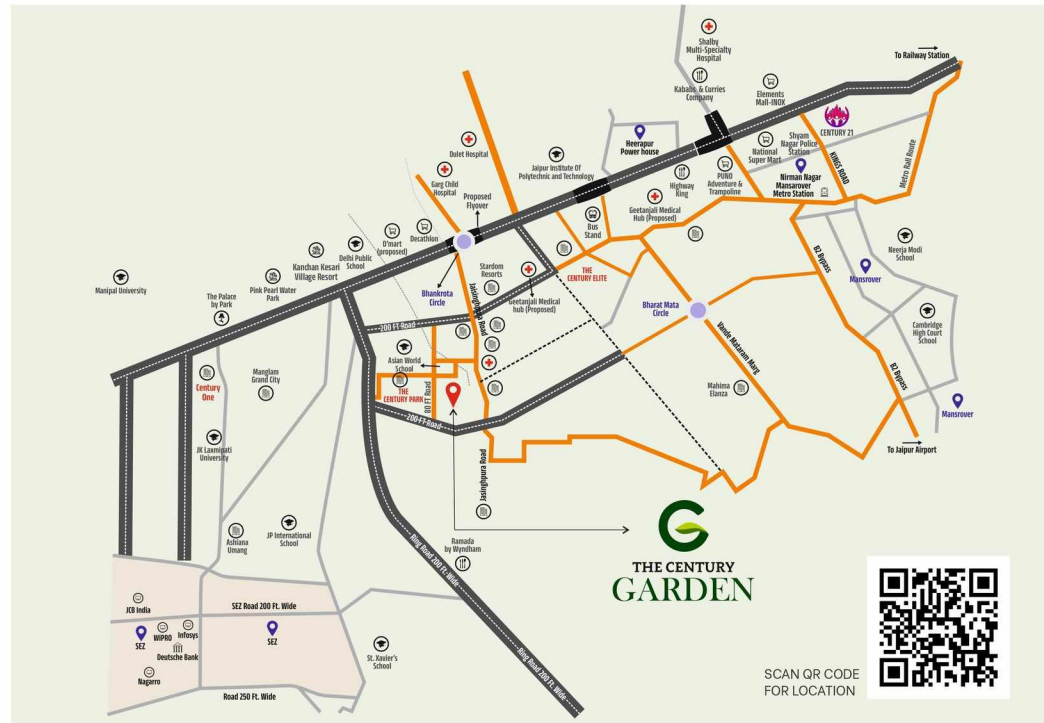 Shalby
Multi-Specialty
Hospital
To Railway Station
Kababs & Curries
Company
Elements
Mall-INOX
CENTURY 21
Heerapur
Power house
National
Super Mart
Shyam
Nagar Police
Station
KINGS ROAD
Metro Rail Route
Dulet Hospital
Jaipur Institute Of
Polytechnic and Technology
Highway
King
PUNO
Adventure &
Trampoline
Nirman Nagar
Mansarover
Metro Station
Garg Child
Hospital
Proposed
Flyover
Geetanjali Medical
Hub (Proposed)
Bus
Stand
D'mart
(proposed)
Decathlon
Delhi Public
School
Kanchan Kesari
Village Resort
Pink Pearl Water
Park
Manipal University
The Palace
by Park
Stardom
Resorts
THE
CENTURY ELITE
Geetanjali Medical
hub (Proposed)
Bhankrota
Circle
Jaisinghpura Road
B2 Bypass
Neerja Modi
School
Mansrover
Bharat Mata
Circle
Cambridge
High Court
School
Vande Mataram Marg
200 FT Road
Asian World
School
THE
CENTURY PARK
80 FT Road
200 FT Road
Century
One
Manglam
Grand City
Mahima
Elanza
B2 Bypass
Mansrover
To Jaipur Airport
JK Laxmipati
University
Jasinghpura Road
Ashiana
Umang
JP International
School
Ramada
by Wyndham
Ring Road 200 Ft. Wide
THE CENTURY
GARDEN
JCB India
SEZ Road 200 Ft. Wide
WIPRO
Infosys
SEZ
SEZ
Deutsche Bank
Nagarro
St. Xavier's
School
Ring Road 200 Ft. Wide
Road 250 Ft. Wide
SCAN QR CODE
FOR LOCATION